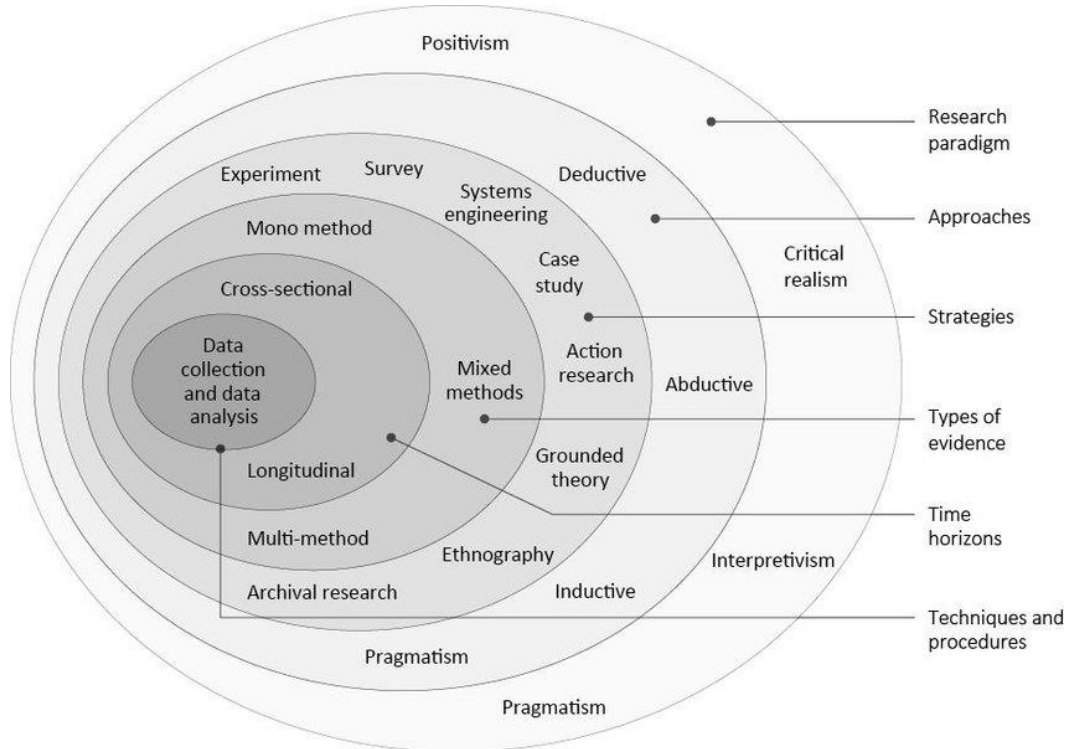 Positivism
Research
paradigm
Experiment
Survey
Systems
engineering
Deductive
Approaches
Mono method
Case
study
Critical
realism
Cross-sectional
Strategies
Data
collection
and data
analysis
Mixed
methods
Action
research
Abductive
Types of
evidence
Longitudinal
Grounded
theory
Time
horizons
Multi-method
Ethnography
Interpretivism
Archival research
Inductive
Techniques and
procedures
Pragmatism
Pragmatism